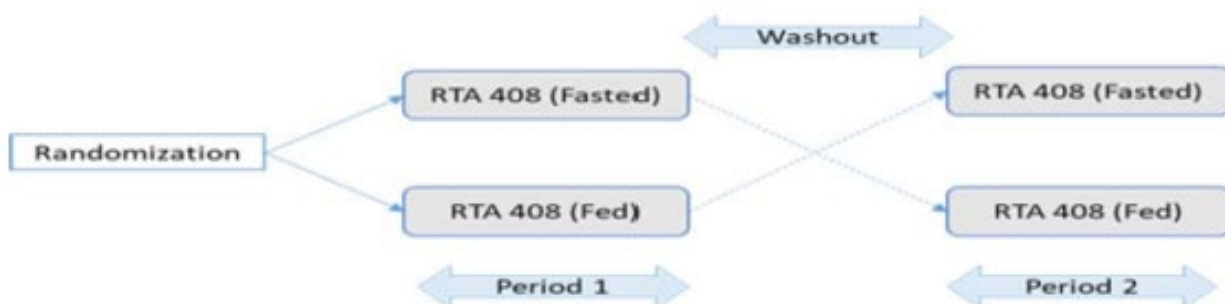 Washout
RTA 408 (Fasted)
RTA 408 (Fasted)
Randomization
RTA 408 (Fed)
RTA 408 (Fed)
Period 1
Period 2